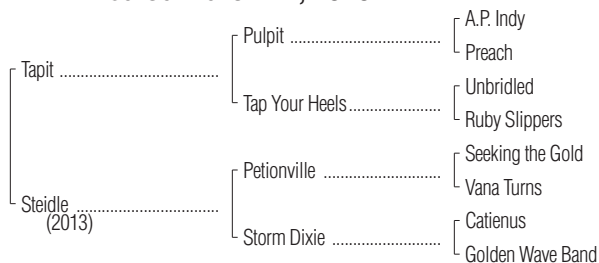 A.P. Indy
Pulpit ........................................
Preach
Tapit ..........................................
Unbridled
Tap Your Heels .......................
Ruby Slippers
Seeking the Gold
Petionville ...............................
Vana Turns
Steidle .....................................
(2013)
Catienus
Storm Dixie .............................
Golden Wave Band